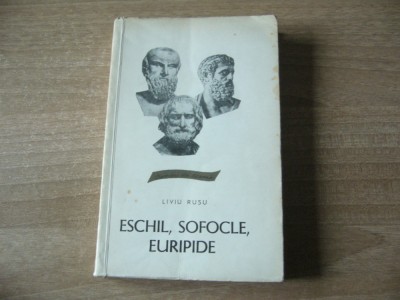 LIVIU RUSU
ESCHIL, SOFOCLE,
EURIPIDE